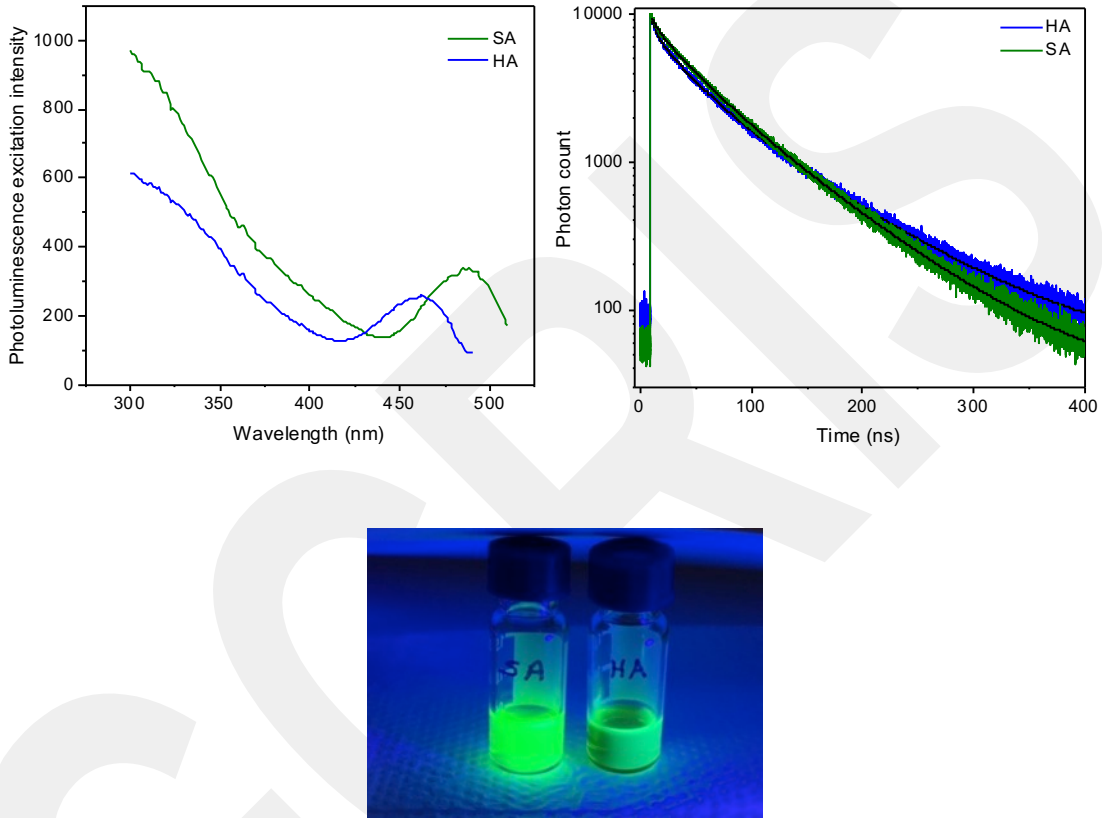 Photoluminescence excitation intensity
1000
800
600
400
200
0
SA
HA
300
350
400
450
500
Wavelength (nm)
Photon count
10000
1000
100
HA
SA
0
100
200
300
400
Time (ns)
SA
HA